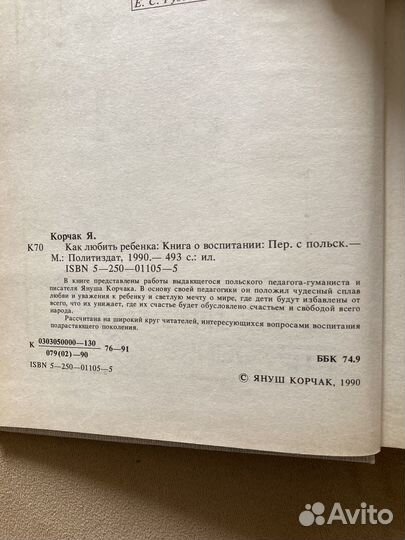 Е. С.
Корчак Я.
К70 Как любить ребенка: Книга о воспитании: Пер. с польск.—
М.: Политиздат, 1990.— 493 с.: ил.
ISBN 5—250—01105—5
В книге представлены работы выдающегося польского педагога-гуманиста и
писателя Януша Корчака. В основу своей педагогики он положил чудесный сплав
любви и уважения к ребенку и светлую мечту о мире, где дети будут избавлены от
всего, что их унижает, где их счастье будет обусловлено счастьем и свободой всего
народа.
Рассчитана на широкий круг читателей, интересующихся вопросами воспитания
подрастающего поколения.
К 0303050000—130 76—91
079(02)—90
ББК 74.9
ISBN 5—250—01105—5
© ЯНУШ КОРЧАК, 1990
Avito